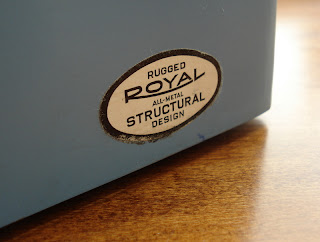 RUGGED
ROYAL
ALL-METAL
STRUCTURAL
DESIGN